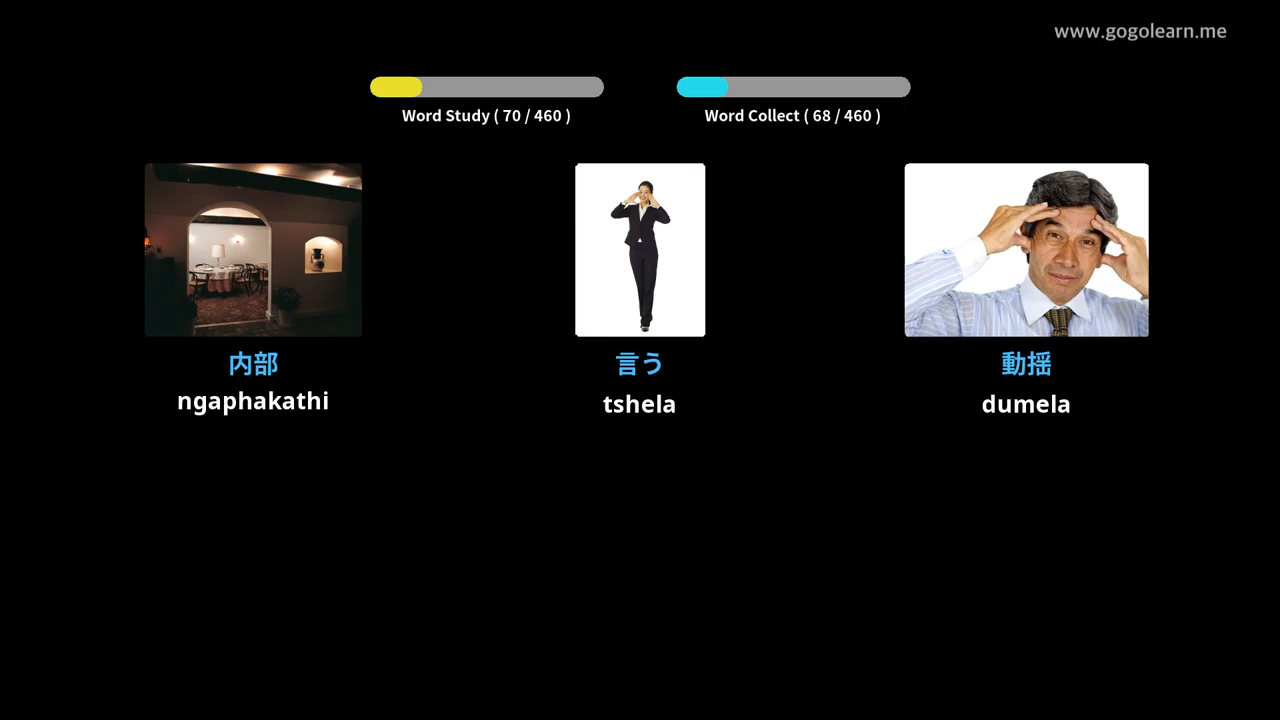 www.gogolearn.me
Word Study ( 70 / 460 )
Word Collect ( 68 / 460 )
内部
言う
動揺
ngaphakathi
tshela
dumela